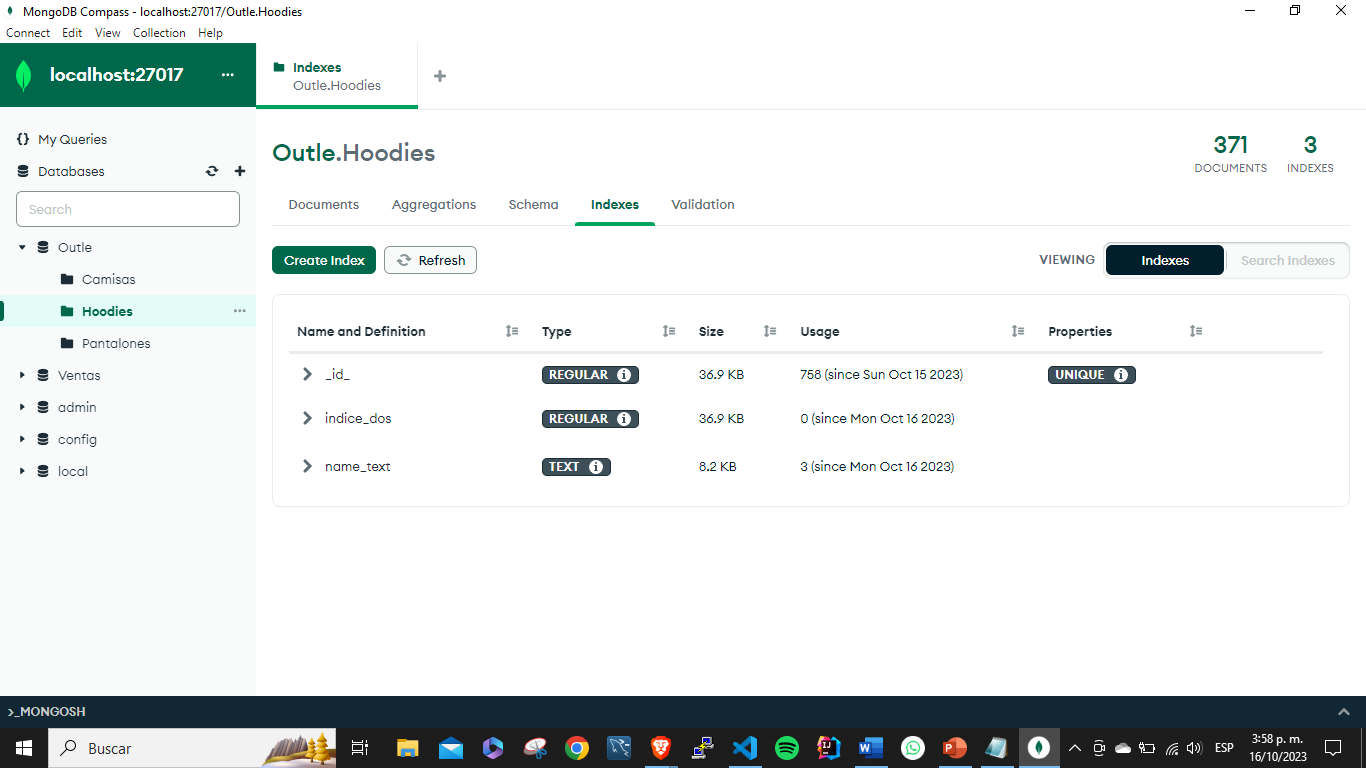 MongoDB Compass - localhost:27017/Outle.Hoodies
Connect Edit View Collection Help
localhost:27017
Indexes
Outle.Hoodies
{} My Queries
Databases
Search
Outle
Camisas
Hoodies
Pantalones
Ventas
admin
config
local
Outle.Hoodies
371
DOCUMENTS
3
INDEXES
Documents Aggregations Schema Indexes Validation
Create Index Refresh
VIEWING Indexes Search Indexes
Name and Definition Type Size Usage Properties
_id_ REGULAR 36.9 KB 758 (since Sun Oct 15 2023) UNIQUE
indice_dos REGULAR 36.9 KB 0 (since Mon Oct 16 2023)
name_text TEXT 8.2 KB 3 (since Mon Oct 16 2023)
>_MONGOSH
Buscar
ESP
3:58 p. m.
16/10/2023